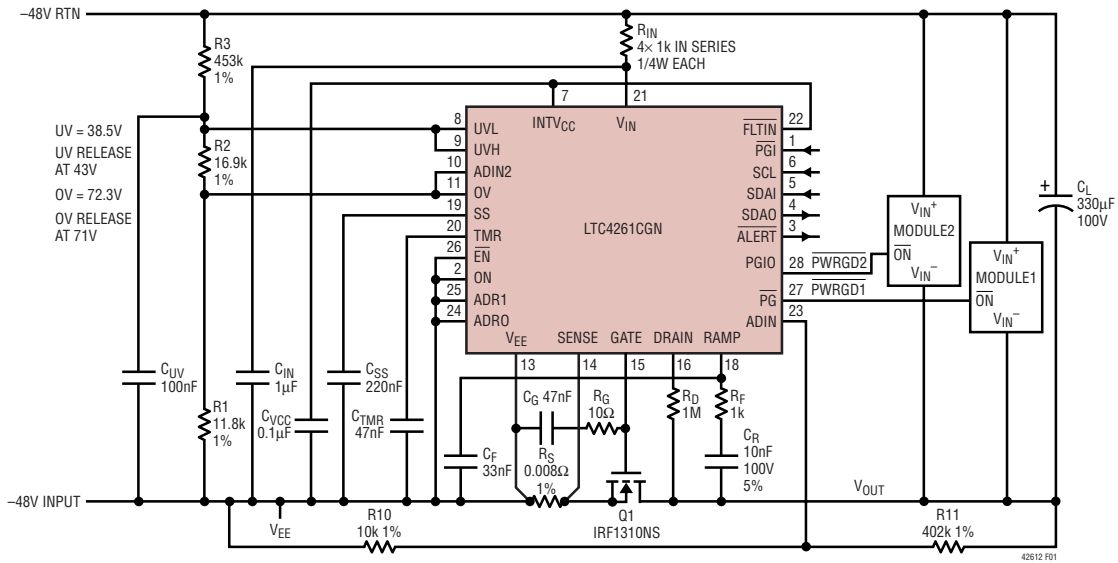 –48V RTN
R3
453k
1%
RIN
4× 1k IN SERIES
1/4W EACH
UV = 38.5V
UV RELEASE
AT 43V
OV = 72.3V
OV RELEASE
AT 71V
R2
16.9k
1%
R1
11.8k
1%
7
21
INTVCC
VIN
8
UVL
9
UVH
10
ADIN2
11
OV
19
SS
20
TMR
26
EN
2
ON
25
ADR1
24
ADR0
LTC4261CGN
22
FLTIN
1
PGI
6
SCL
5
SDAI
4
SDAO
3
ALERT
PGIO
28
PWRGD2
PG
27
PWRGD1
ADIN
23
VEE
SENSE
GATE
DRAIN
RAMP
13
14
15
16
18
VIN+
MODULE2
ON
VIN–
VIN+
MODULE1
ON
VIN–
+
CL
330µF
100V
CUV
100nF
CIN
1µF
CSS
220nF
CVCC
0.1µF
CTMR
47nF
CG 47nF
RG
10Ω
RD
1M
RF
1k
CF
33nF
RS
0.008Ω
1%
CR
10nF
100V
5%
–48V INPUT
VEE
Q1
IRF1310NS
VOUT
R10
10k 1%
R11
402k 1%
42612 F01